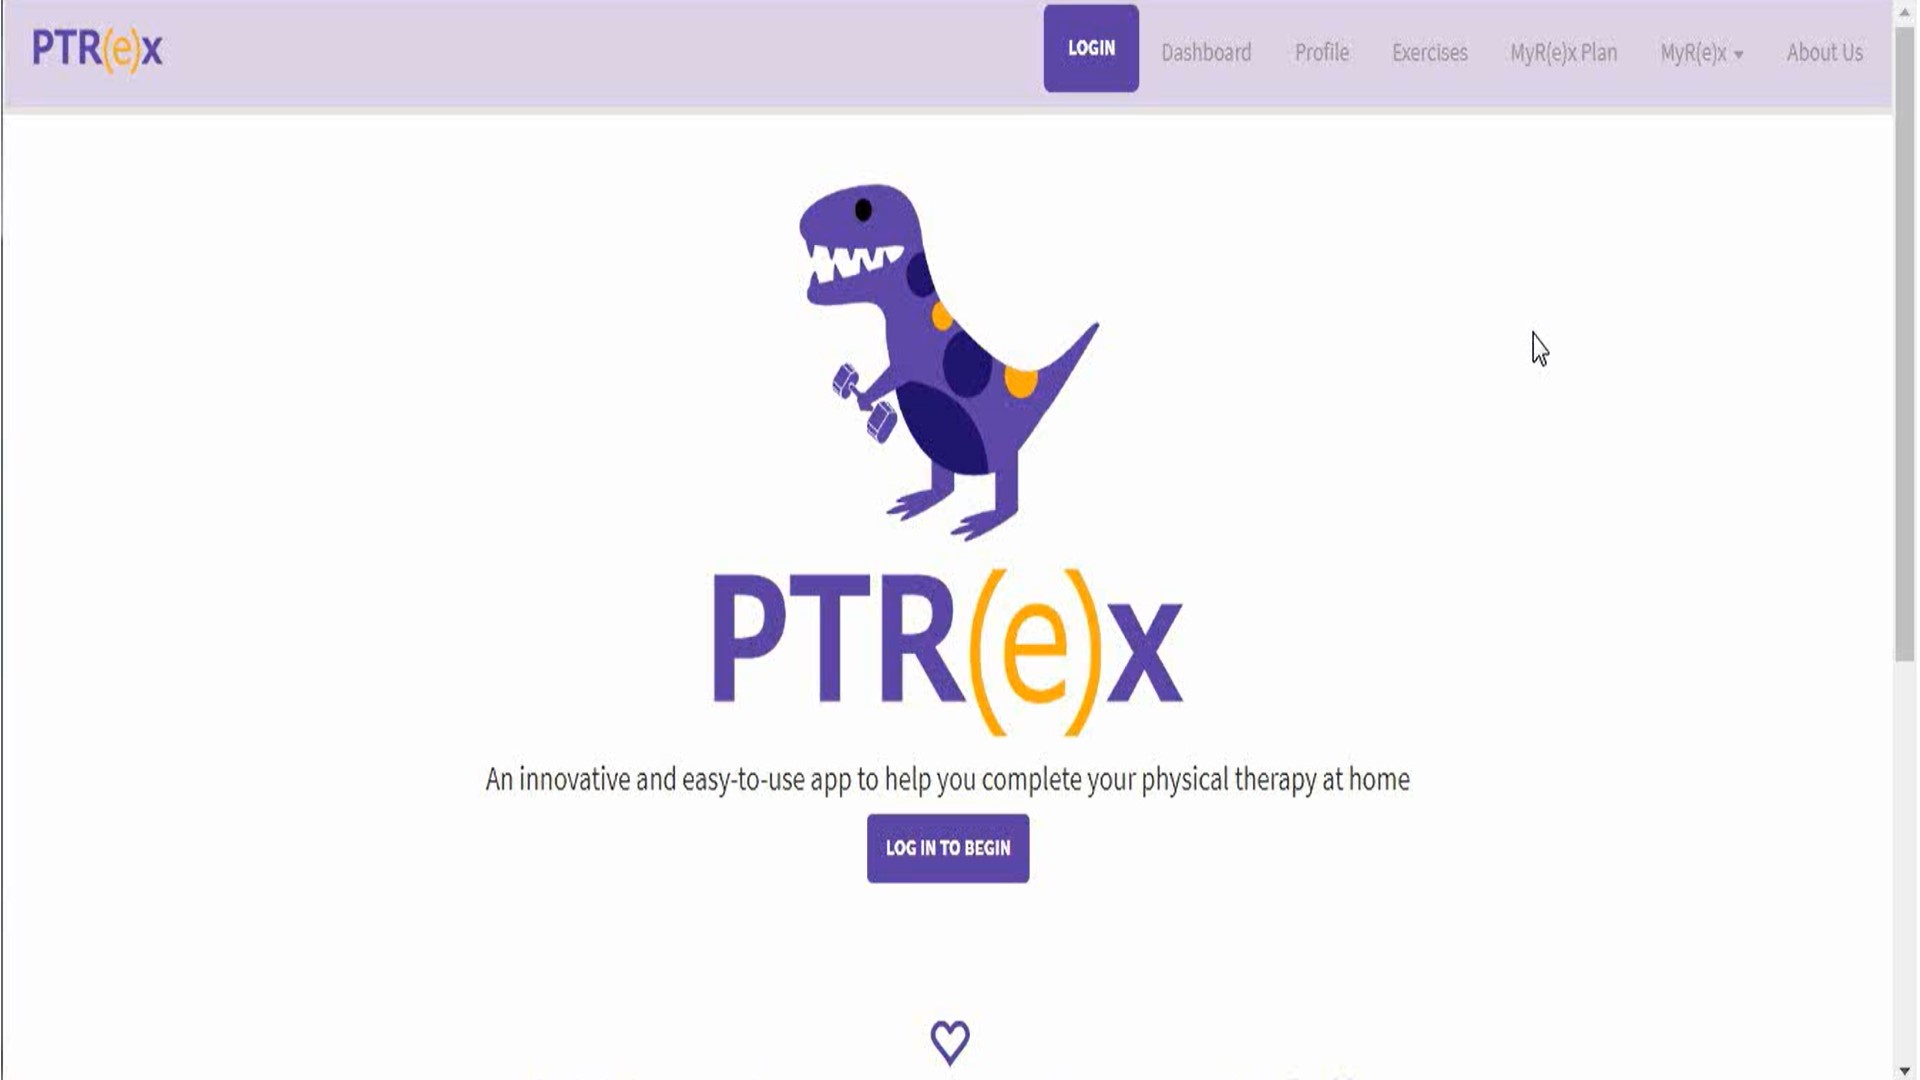 PTR(e)x
LOGIN Dashboard Profile Exercises MyR(e)x Plan MyR(e)x About Us
PTR(e)x
An innovative and easy-to-use app to help you complete your physical therapy at home
LOG IN TO BEGIN